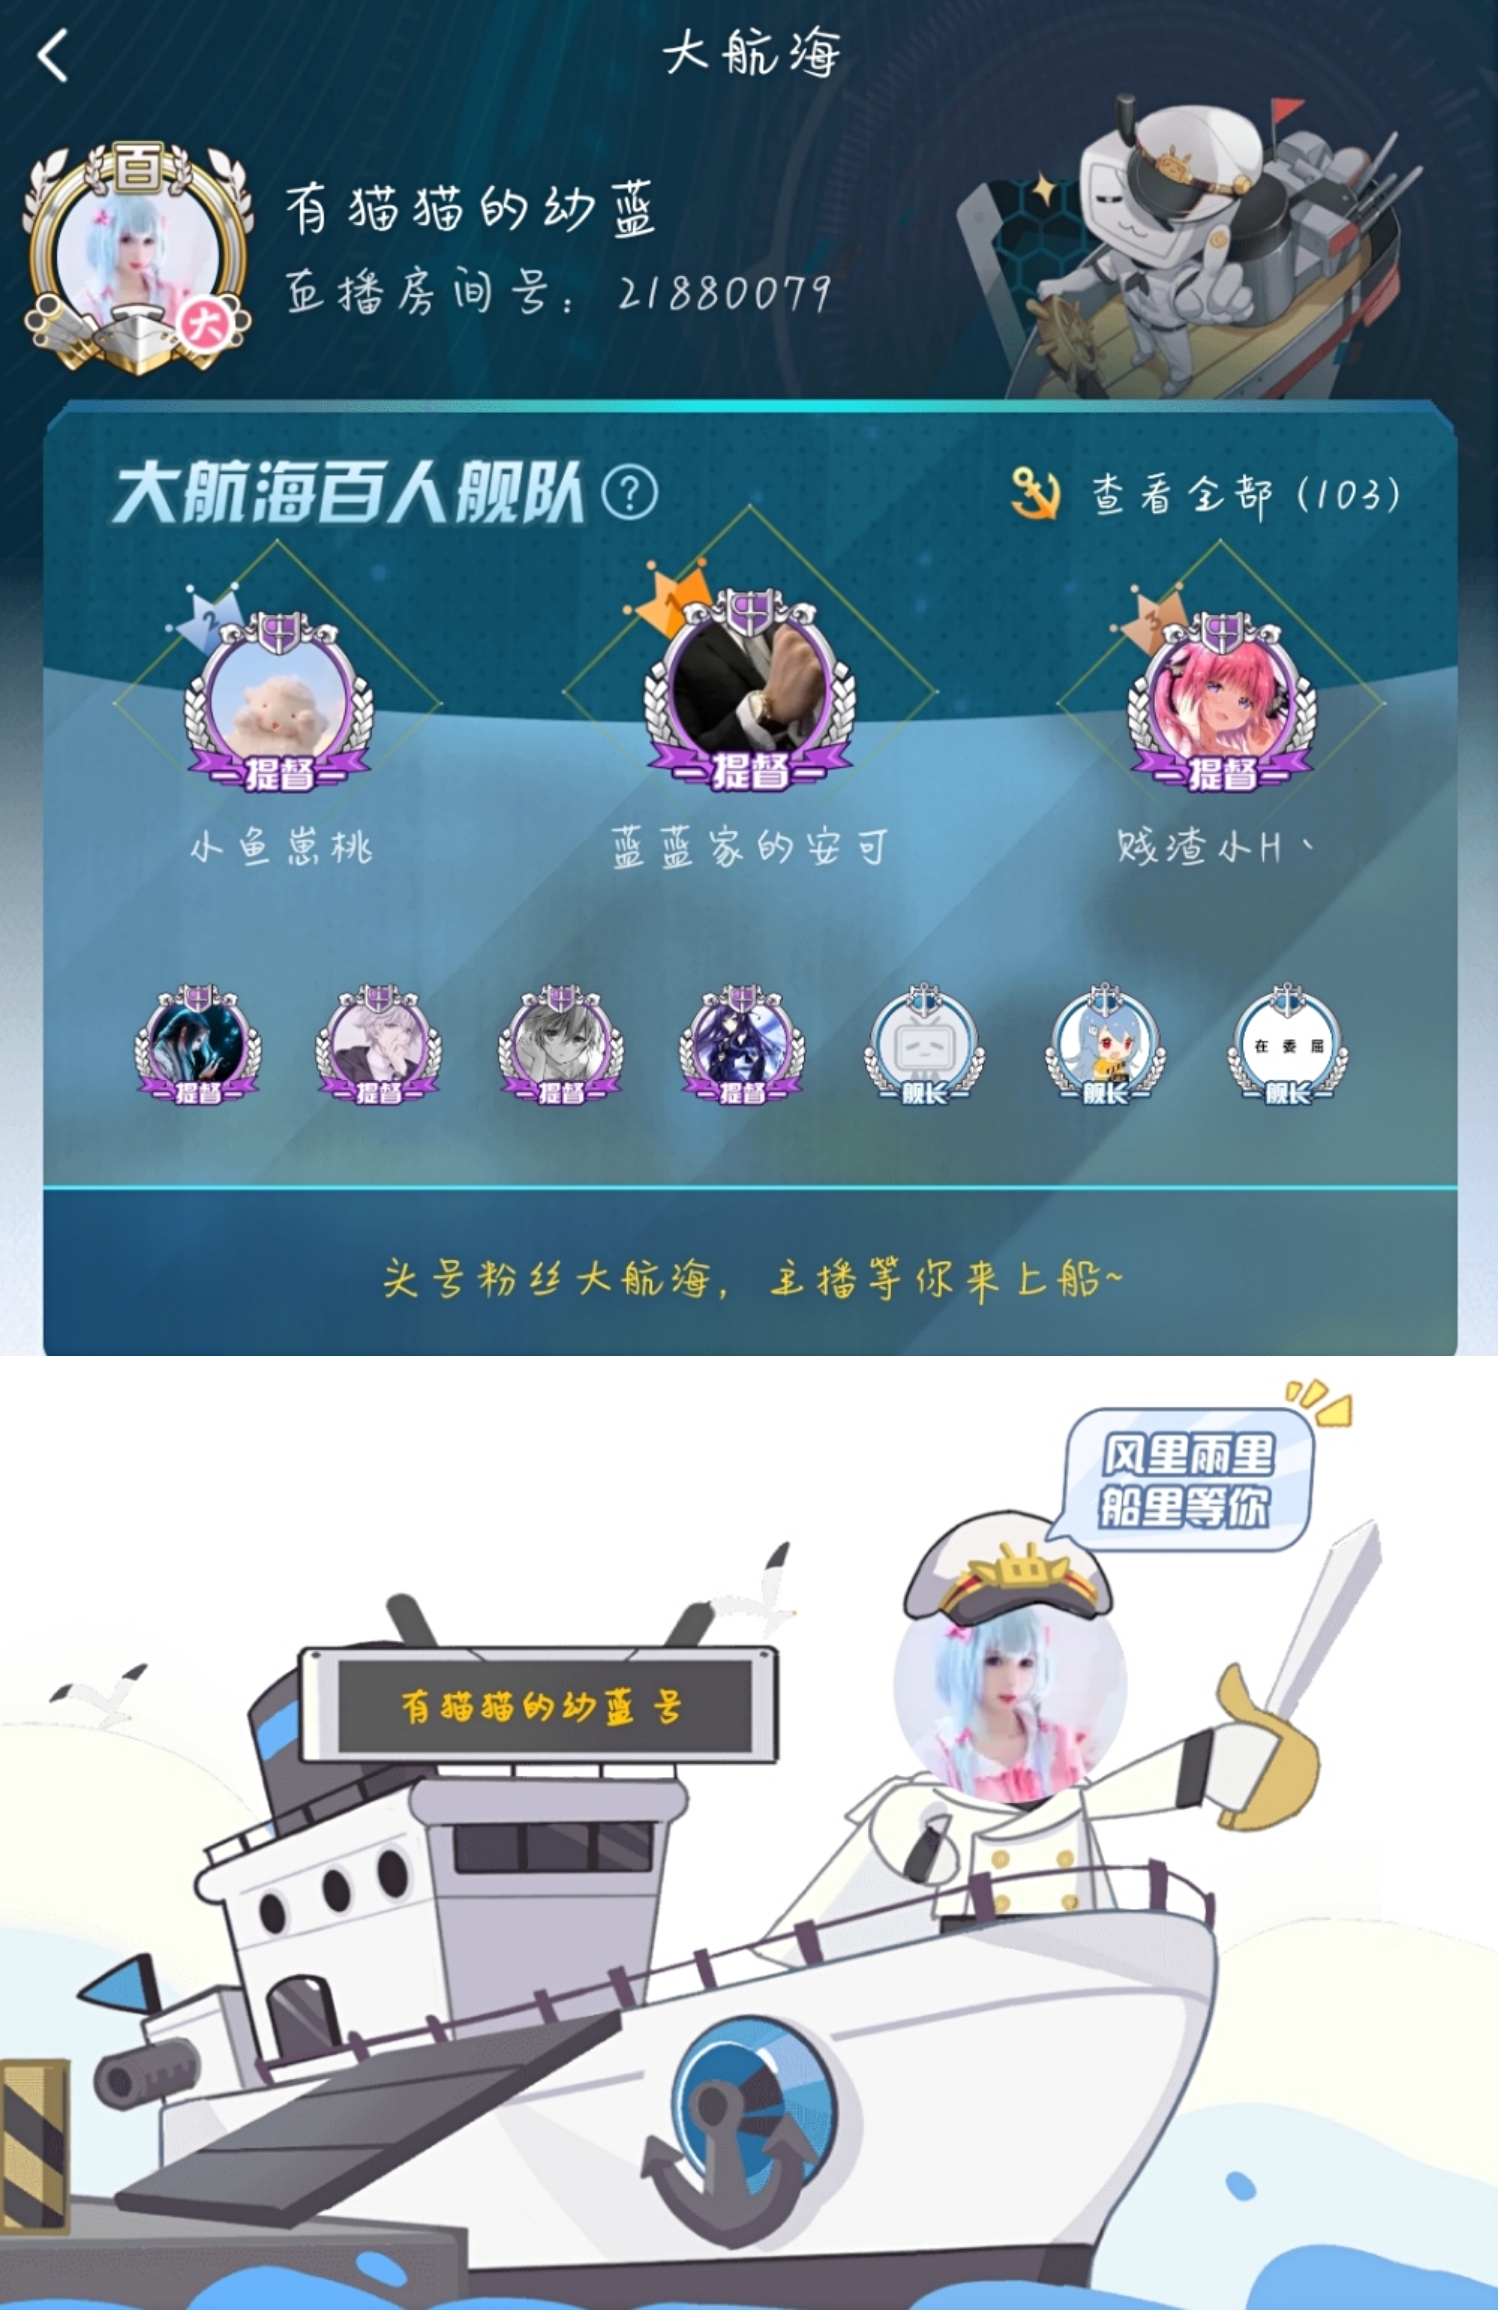 大航海
百
有猫猫的幼蓝
直播房间号：21880079
大
大航海百人舰队?
查看全部(103)
2
1
3
提督
提督
提督
小鱼崽桃
蓝蓝家的安可
贱渣小H丶
在委屈
提督
提督
提督
提督
舰长
舰长
舰长
头号粉丝大航海，主播等你来上船~
风里雨里
船里等你
有猫猫的幼蓝号